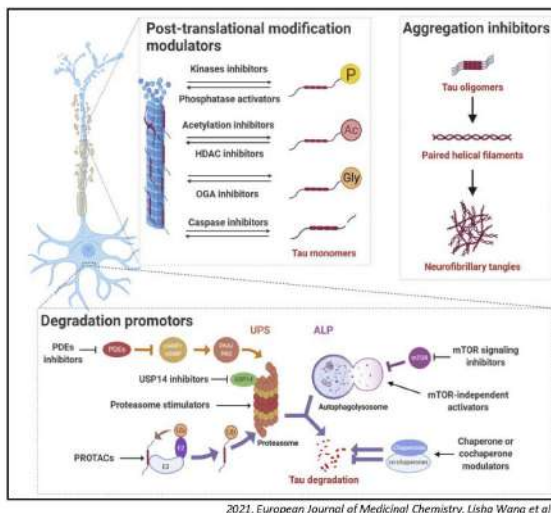 Post-translational modification
modulators
Kinases inhibitors
Phosphatase activators
P
Acetylation inhibitors
HDAC inhibitors
Ac
OGA inhibitors
Gly
Caspase inhibitors
Tau monomers
Aggregation inhibitors
Tau oligomers
Paired helical filaments
Neurofibrillary tangles
Degradation promotors
UPS
ALP
PDEs
inhibitors
PDEs
USP14 inhibitors
USP14
Proteasome stimulators
Proteasome
PROTACs
E3
mTOR
mTOR signaling
inhibitors
mTOR-independent
activators
Autophagolysosome
Chaperone
cochaperones
Chaperone or
cochaperone
modulators
Tau degradation
2021, European Journal of Medicinal Chemistry, Lisha Wang et al